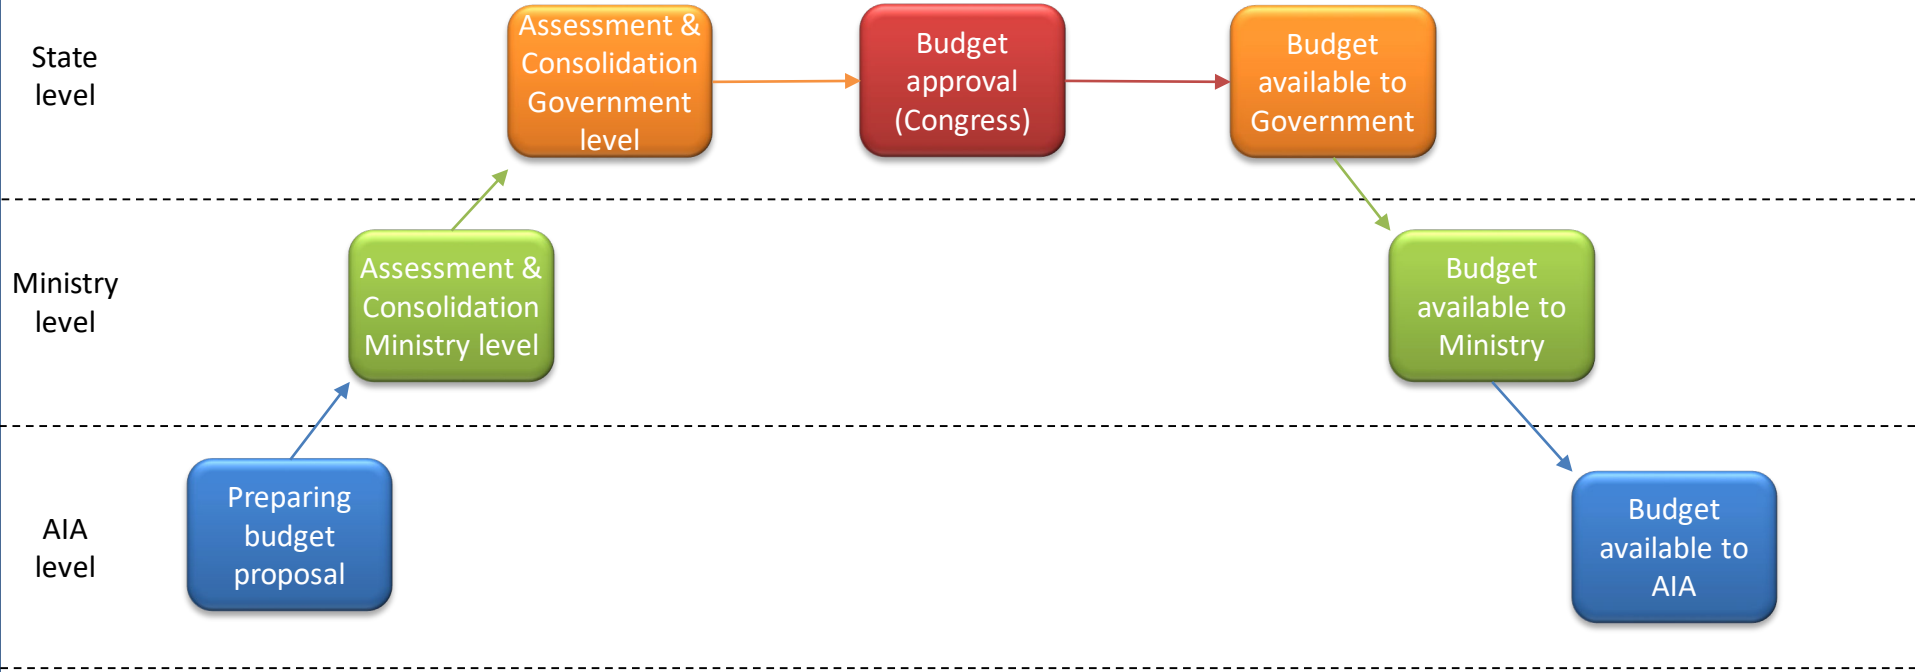 State
level
Assessment &
Consolidation
Government
level
Budget
approval
(Congress)
Budget
available to
Government
Ministry
level
Assessment &
Consolidation
Ministry level
Budget
available to
Ministry
AIA
level
Preparing
budget
proposal
Budget
available to
AIA